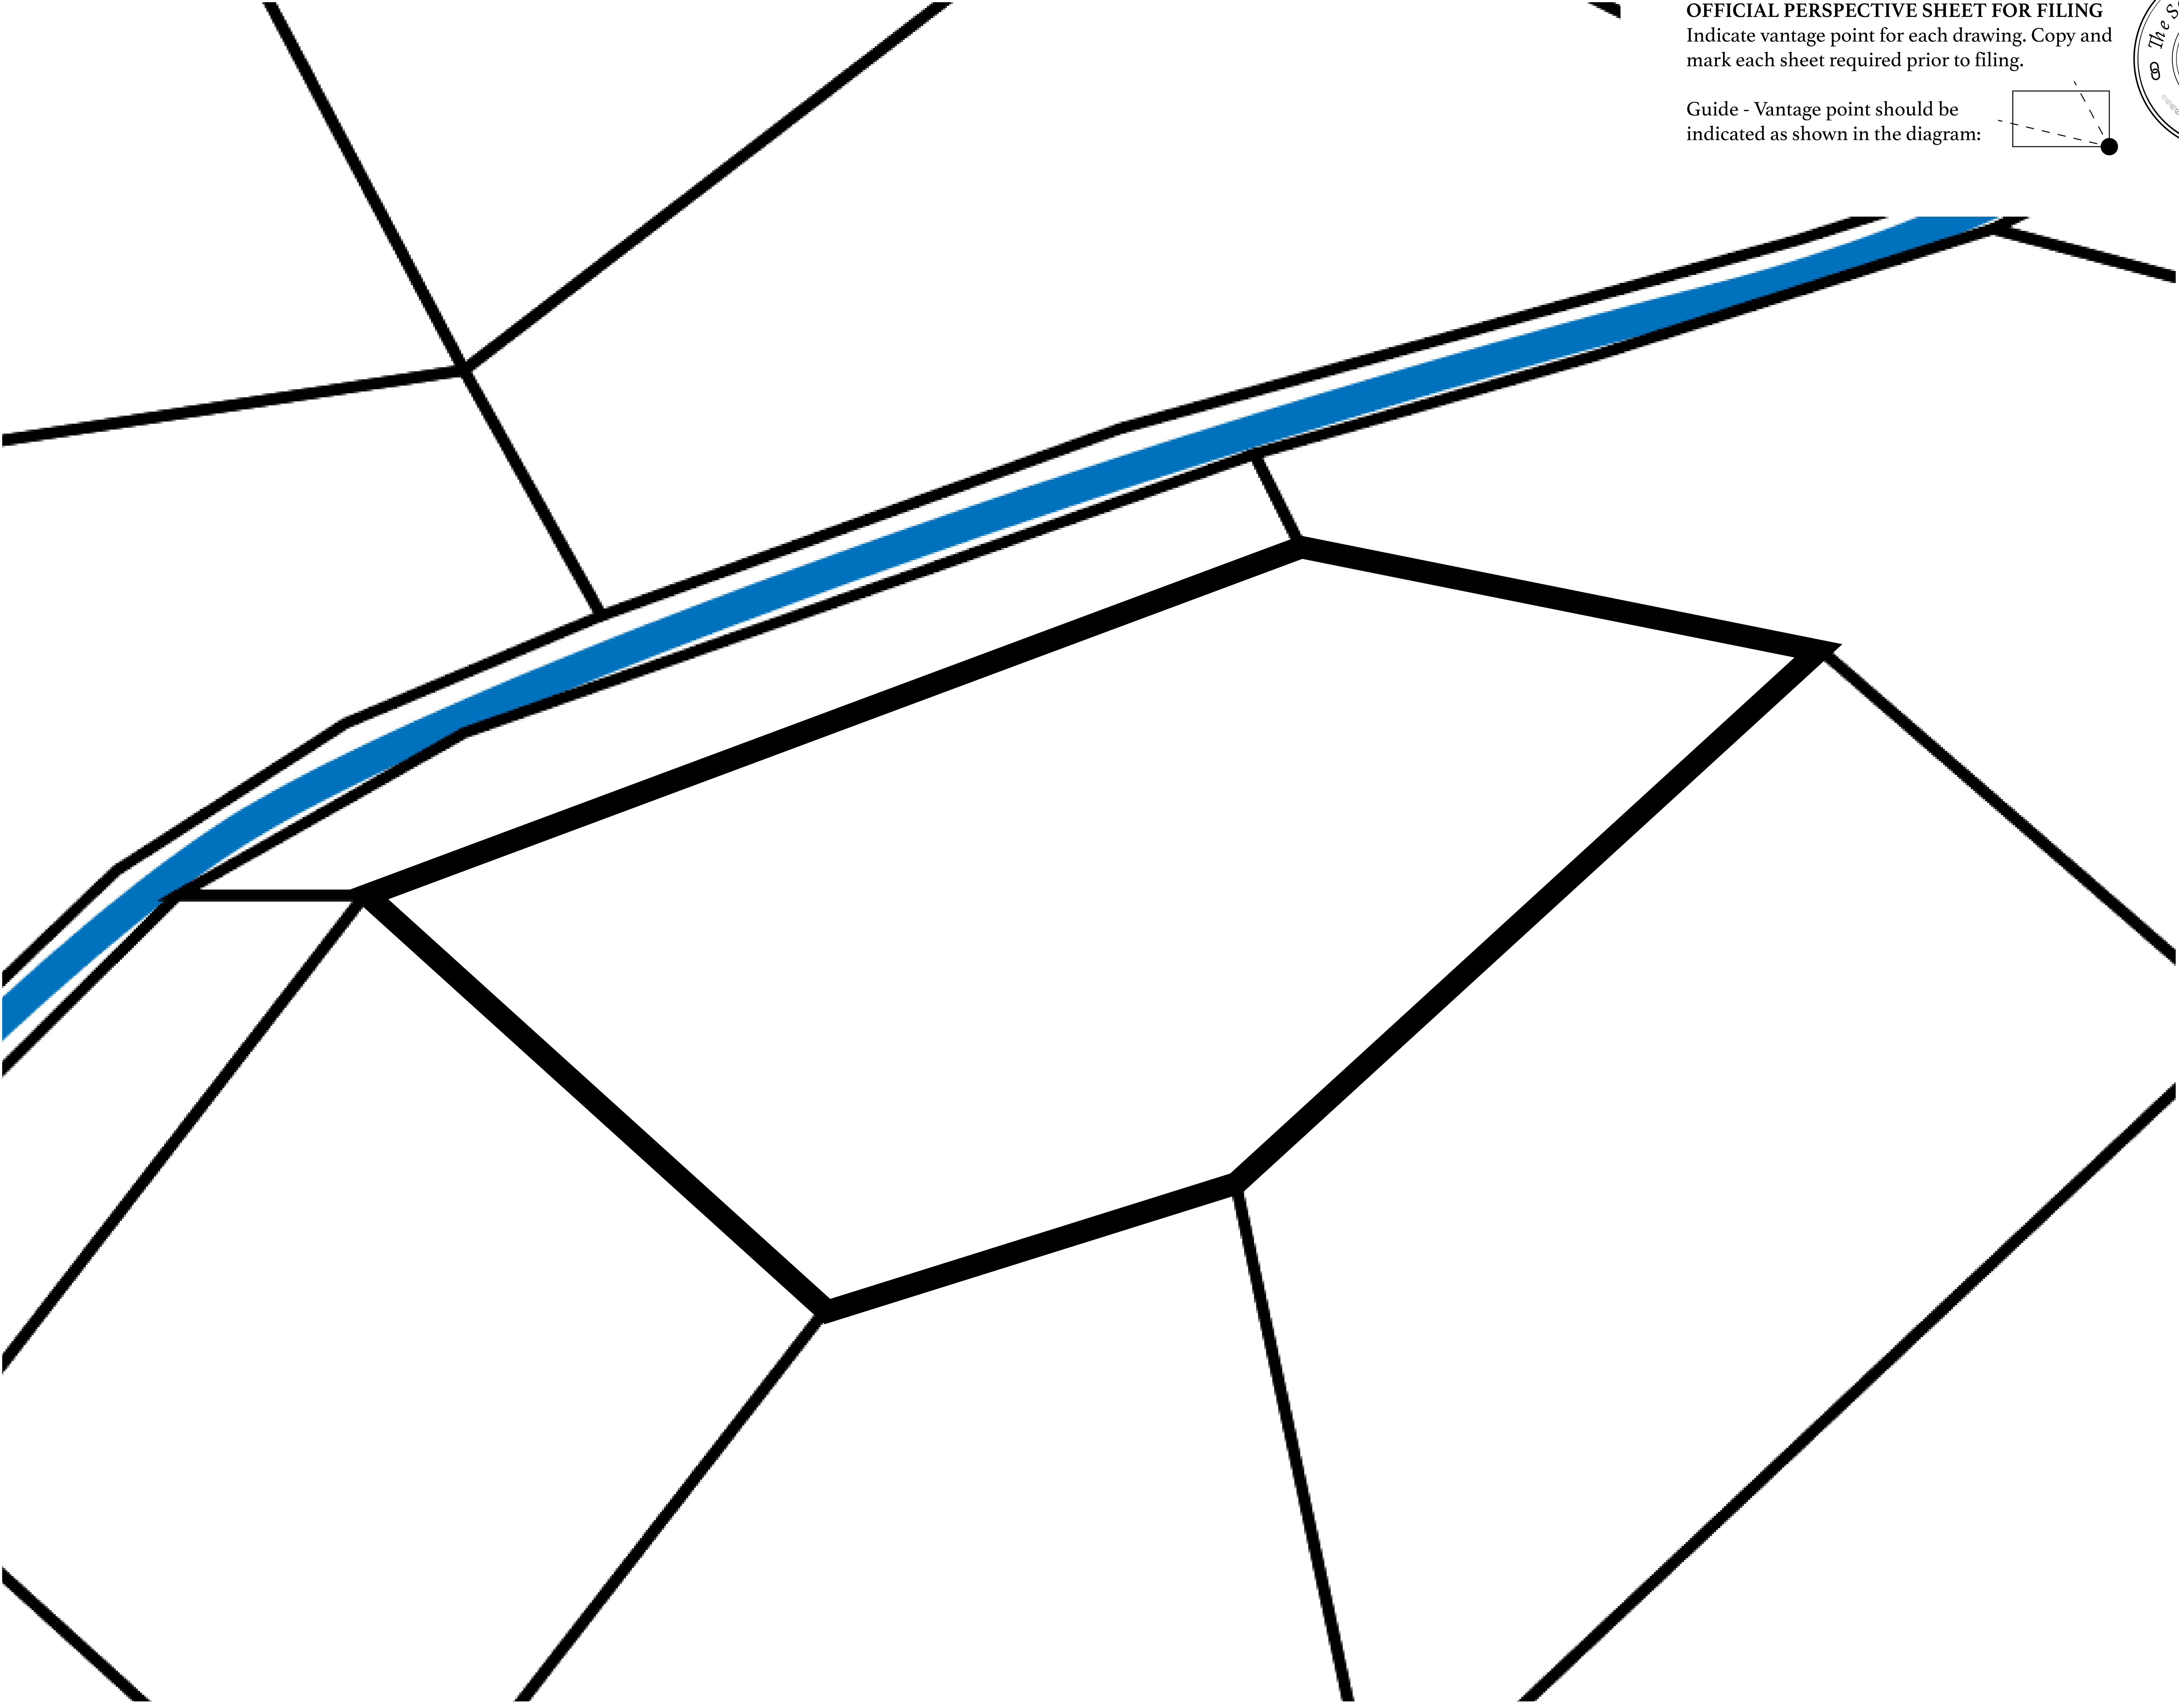 OFFICIAL PERSPECTIVE SHEET FOR FILING
Indicate vantage point for each drawing. Copy and
mark each sheet required prior to filing.
Guide - Vantage point should be
indicated as shown in the diagram:
The